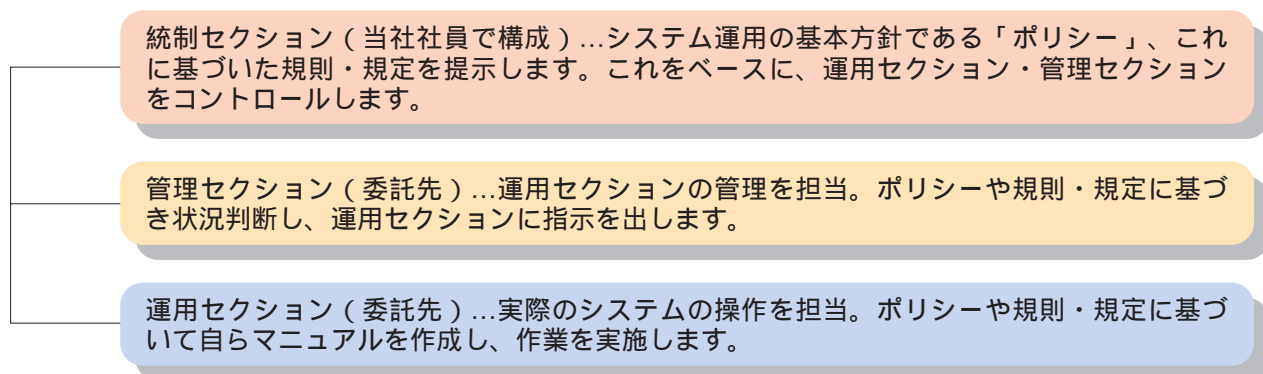 統制セクション（当社社員で構成）…システム運用の基本方針である「ポリシー」、これ
に基づいた規則・規定を提示します。これをベースに、運用セクション・管理セクション
をコントロールします。
管理セクション（委託先）…運用セクションの管理を担当。ポリシーや規則・規定に基づ
き状況判断し、運用セクションに指示を出します。
運用セクション（委託先）…実際のシステムの操作を担当。ポリシーや規則・規定に基づ
いて自らマニュアルを作成し、作業を実施します。